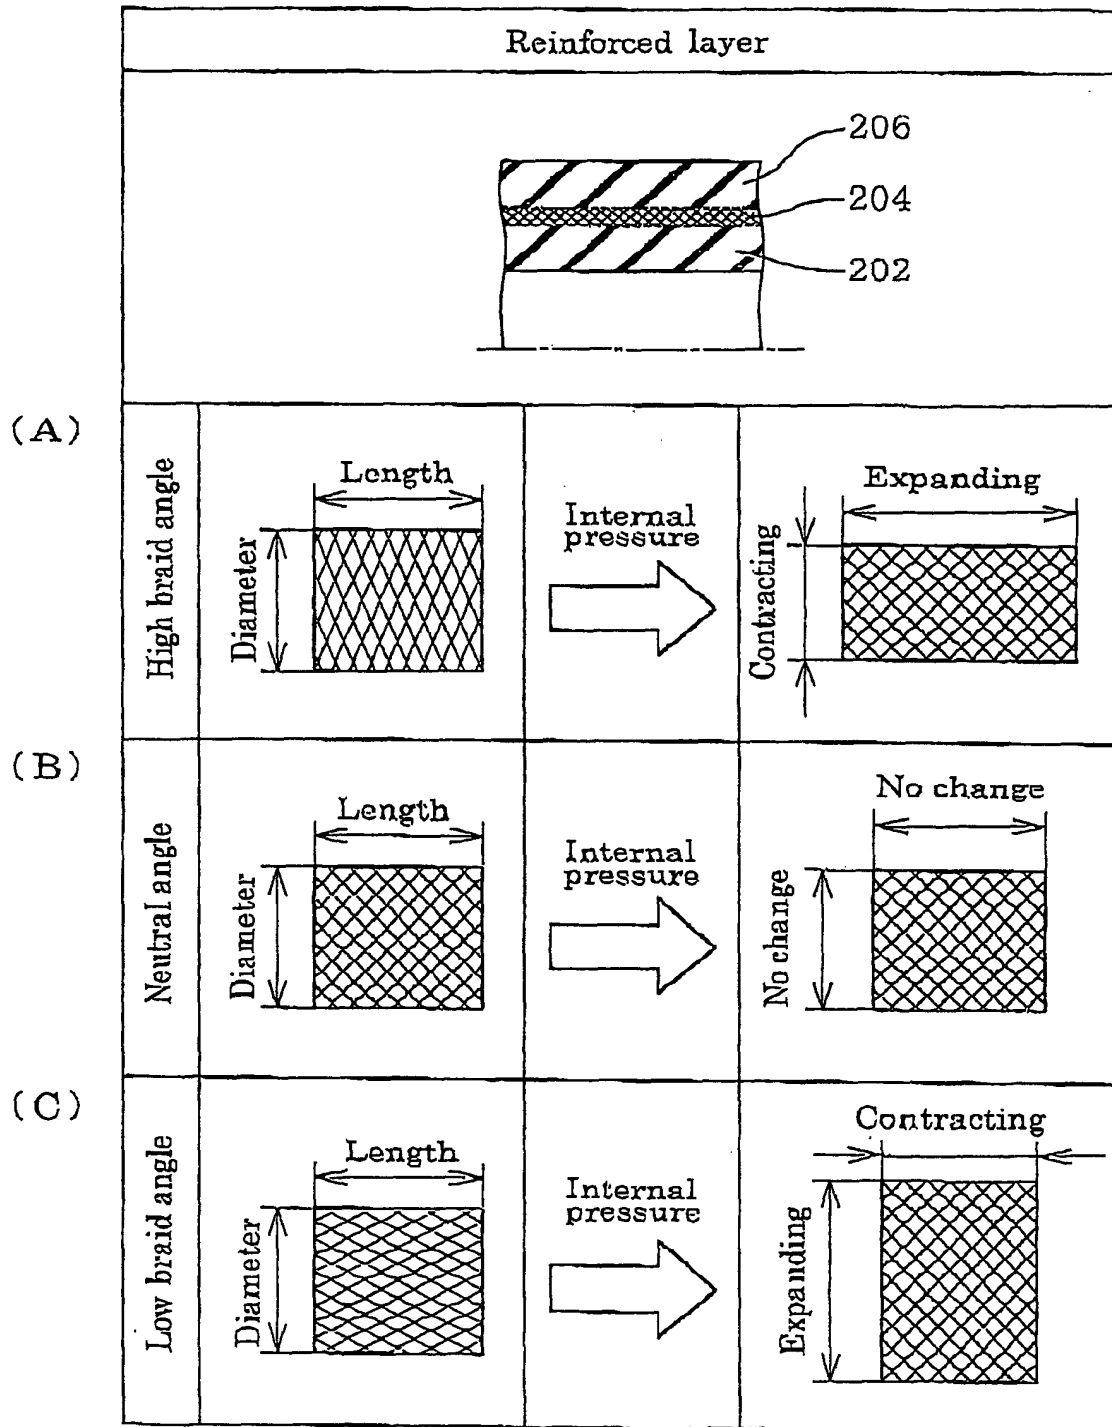 Reinforced layer
206
204
202
(A)
High braid angle
Length
Diameter
Internal
pressure
Expanding
Contracting
(B)
Neutral angle
Length
Diameter
Internal
pressure
No change
No change
(C)
Low braid angle
Length
Diameter
Internal
pressure
Contracting
Expanding